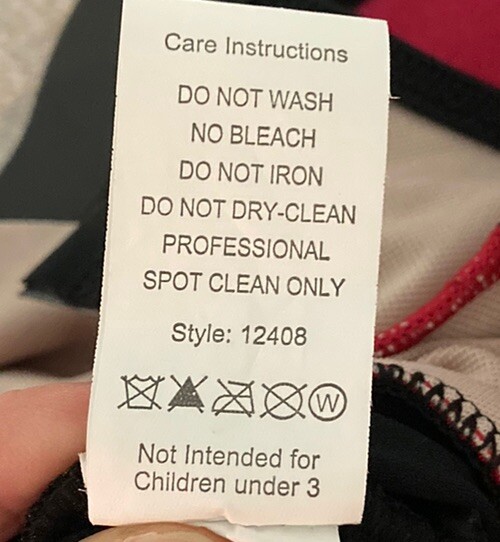 Care Instructions
DO NOT WASH
NO BLEACH
DO NOT IRON
DO NOT DRY-CLEAN
PROFESSIONAL
SPOT CLEAN ONLY
Style: 12408
W
Not Intended for
Children under 3